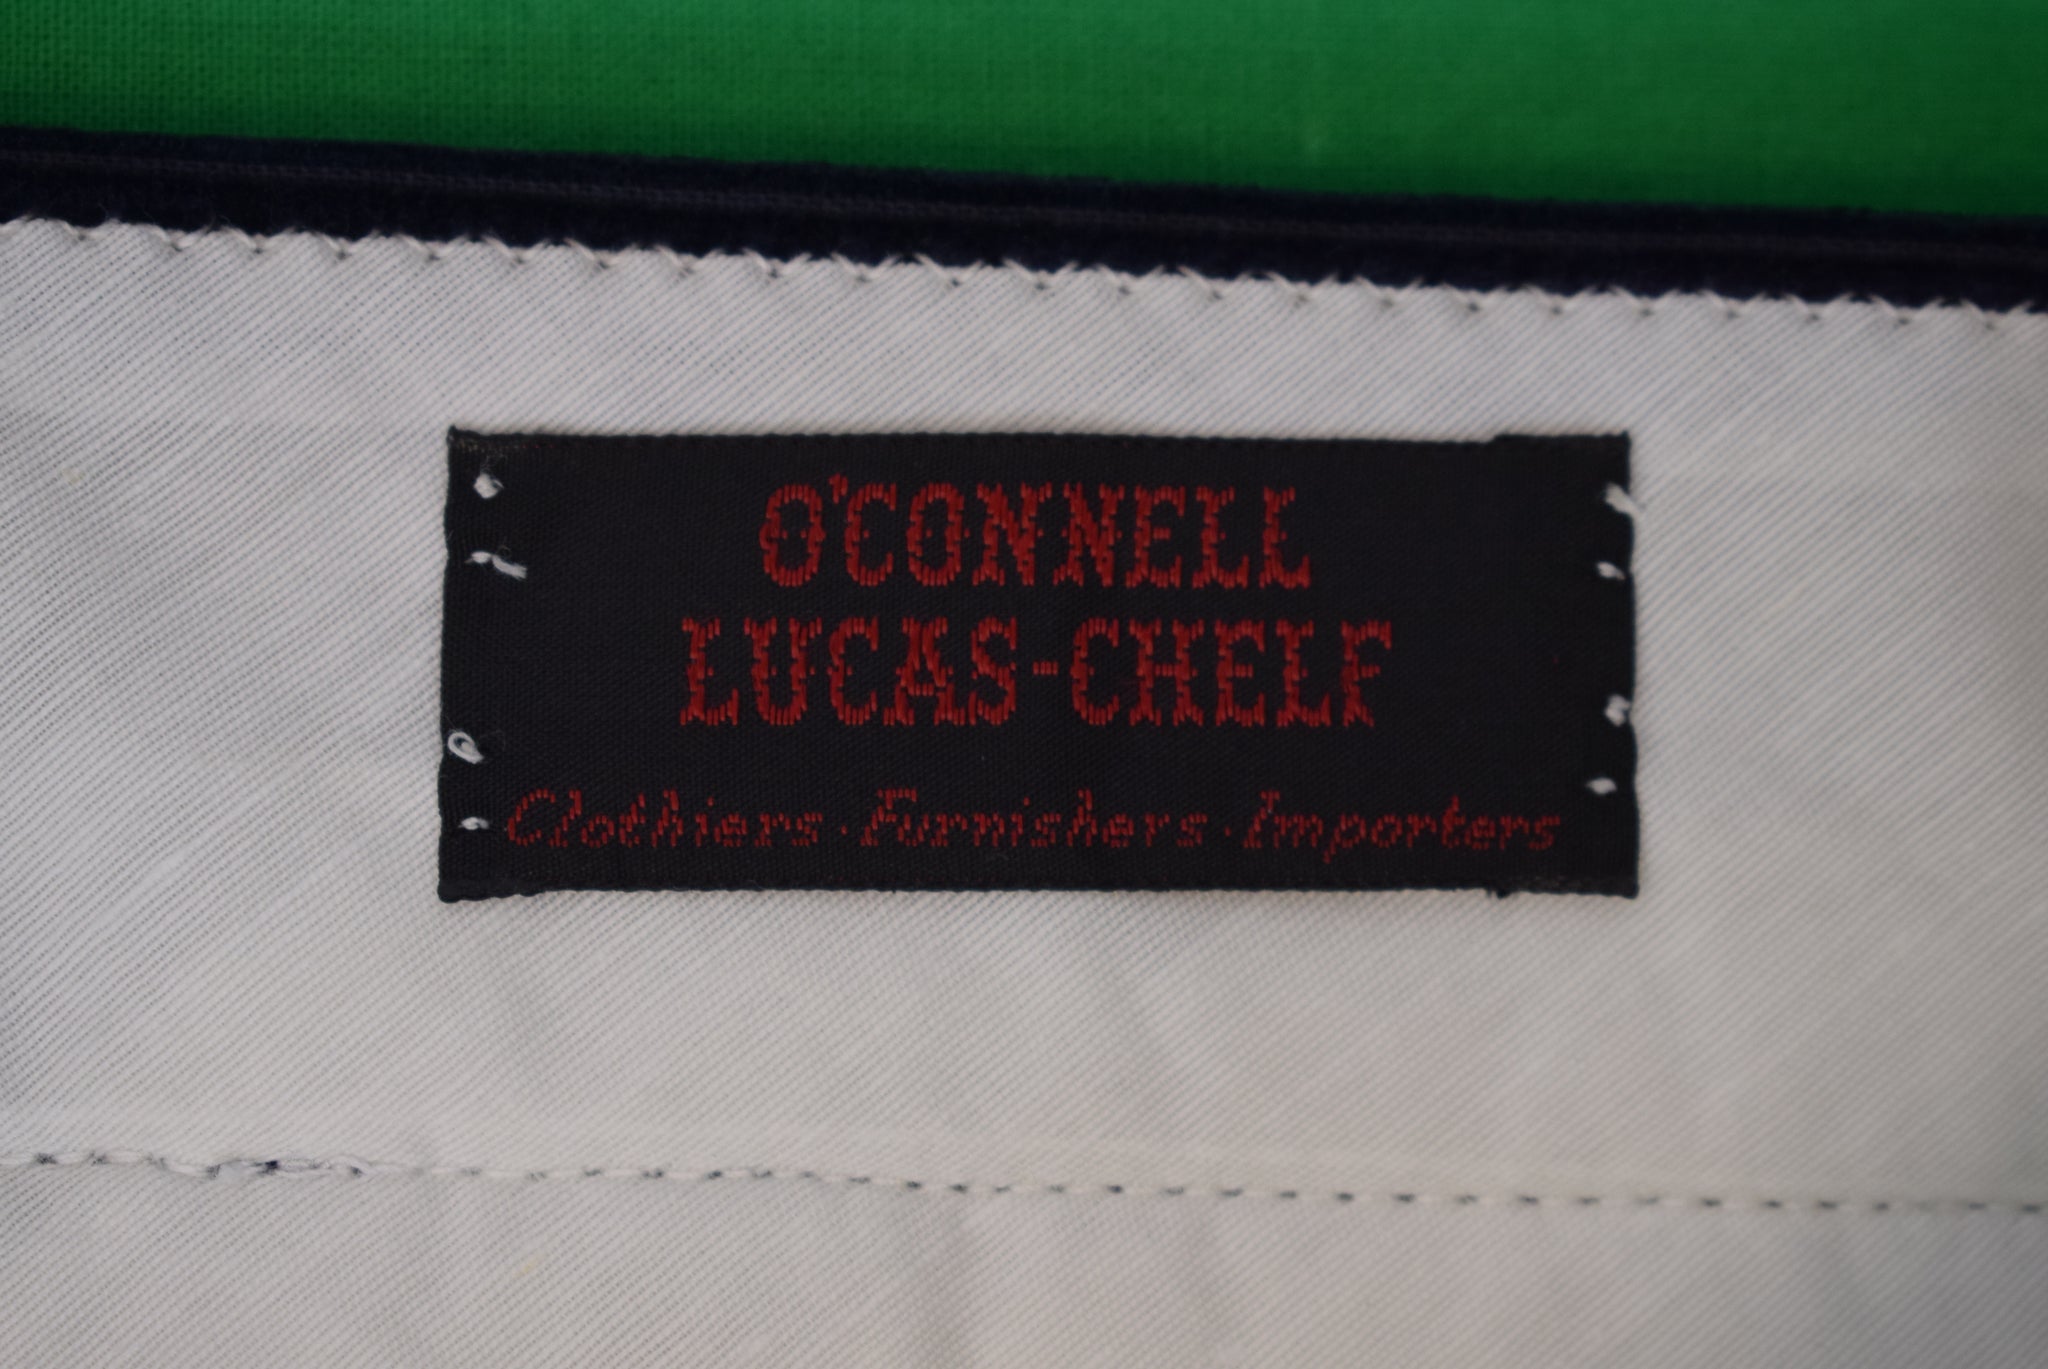 O'CONNELL
LUCAS-CHELF
Clothiers · Furnishers · Importers